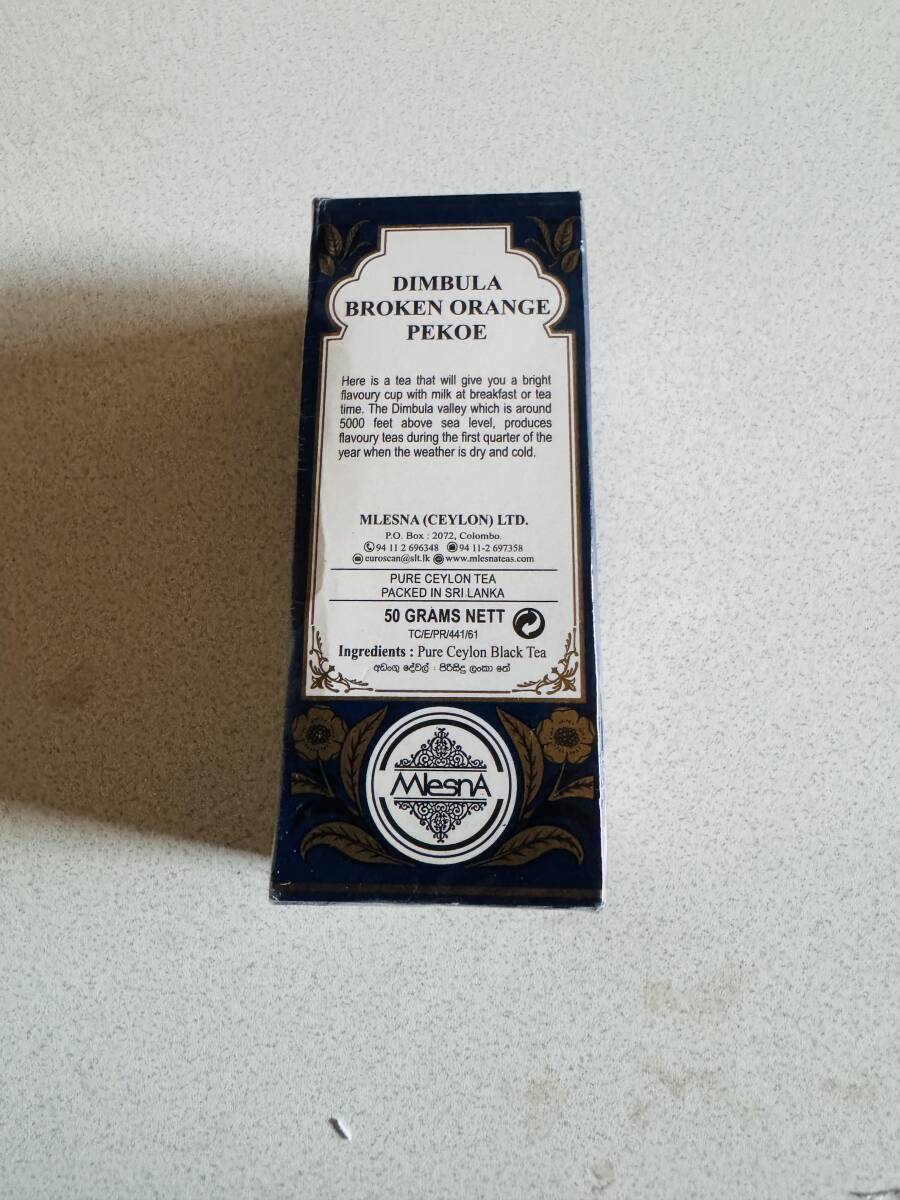 DIMBULA
BROKEN ORANGE
PEKOE
Here is a tea that will give you a bright
flavoury cup with milk at breakfast or tea
time. The Dimbula valley which is around
5000 feet above sea level, produces
flavoury teas during the first quarter of the
year when the weather is dry and cold.
MLESNA (CEYLON) LTD.
P.O. Box : 2072, Colombo.
94 11 2 696348 94 11-2 697358
euroscan@slt.lk www.mlesnateas.com
PURE CEYLON TEA
PACKED IN SRI LANKA
50 GRAMS NETT
TC/E/PR/441/61
Ingredients : Pure Ceylon Black Tea
අඩංගු දේවල් : පිරිසිදු ලංකා තේ
MlesnA